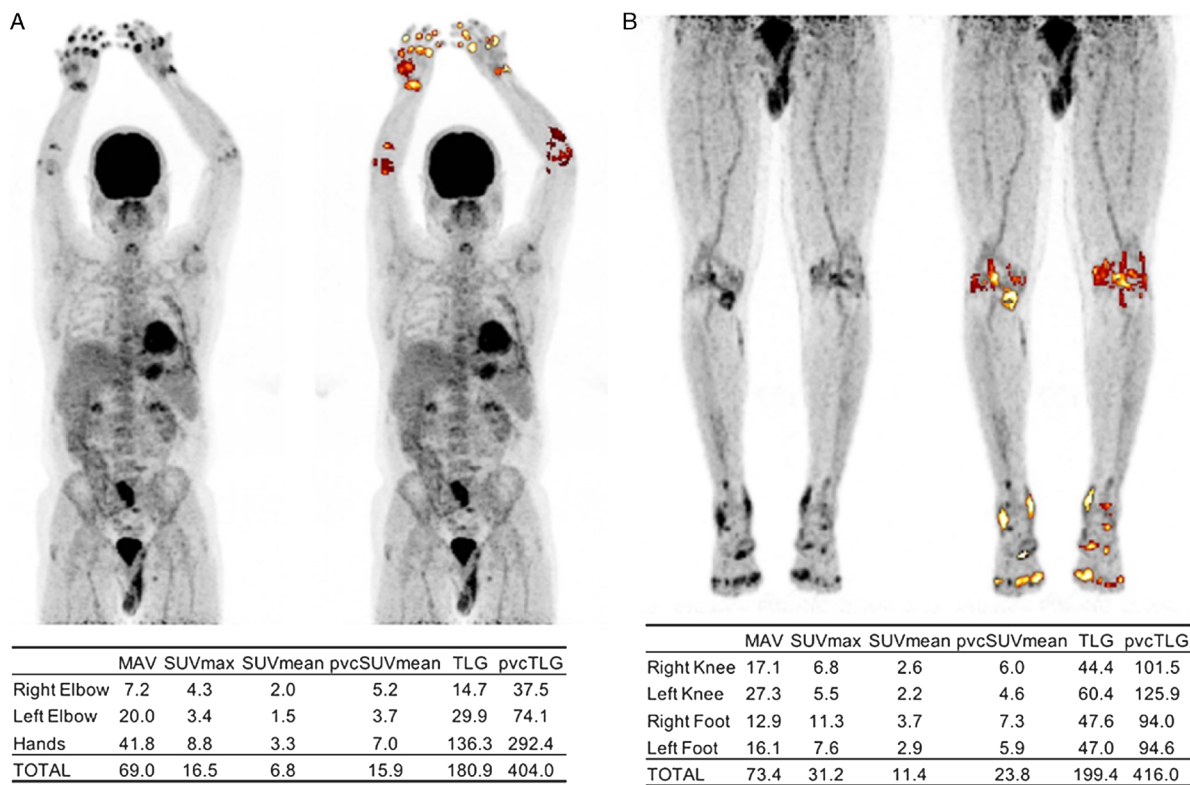 A
B
MAV SUVmax SUVmean pvcSUVmean TLG pvcTLG
Right Elbow 7.2 4.3 2.0 5.2 14.7 37.5
Left Elbow 20.0 3.4 1.5 3.7 29.9 74.1
Hands 41.8 8.8 3.3 7.0 136.3 292.4
TOTAL 69.0 16.5 6.8 15.9 180.9 404.0
MAV SUVmax SUVmean pvcSUVmean TLG pvcTLG
Right Knee 17.1 6.8 2.6 6.0 44.4 101.5
Left Knee 27.3 5.5 2.2 4.6 60.4 125.9
Right Foot 12.9 11.3 3.7 7.3 47.6 94.0
Left Foot 16.1 7.6 2.9 5.9 47.0 94.6
TOTAL 73.4 31.2 11.4 23.8 199.4 416.0